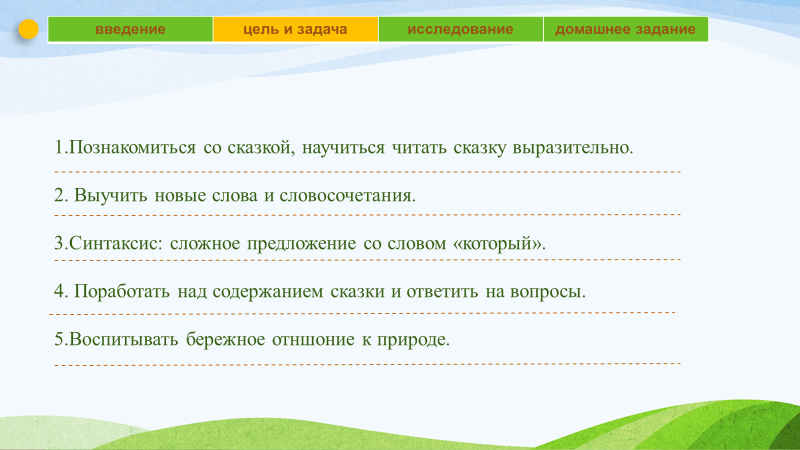 введение цель и задача исследование домашнее задание
1.Познакомиться со сказкой, научиться читать сказку выразительно.
2. Выучить новые слова и словосочетания.
3.Синтаксис: сложное предложение со словом «который».
4. Поработать над содержанием сказки и ответить на вопросы.
5.Воспитывать бережное отншоние к природе.